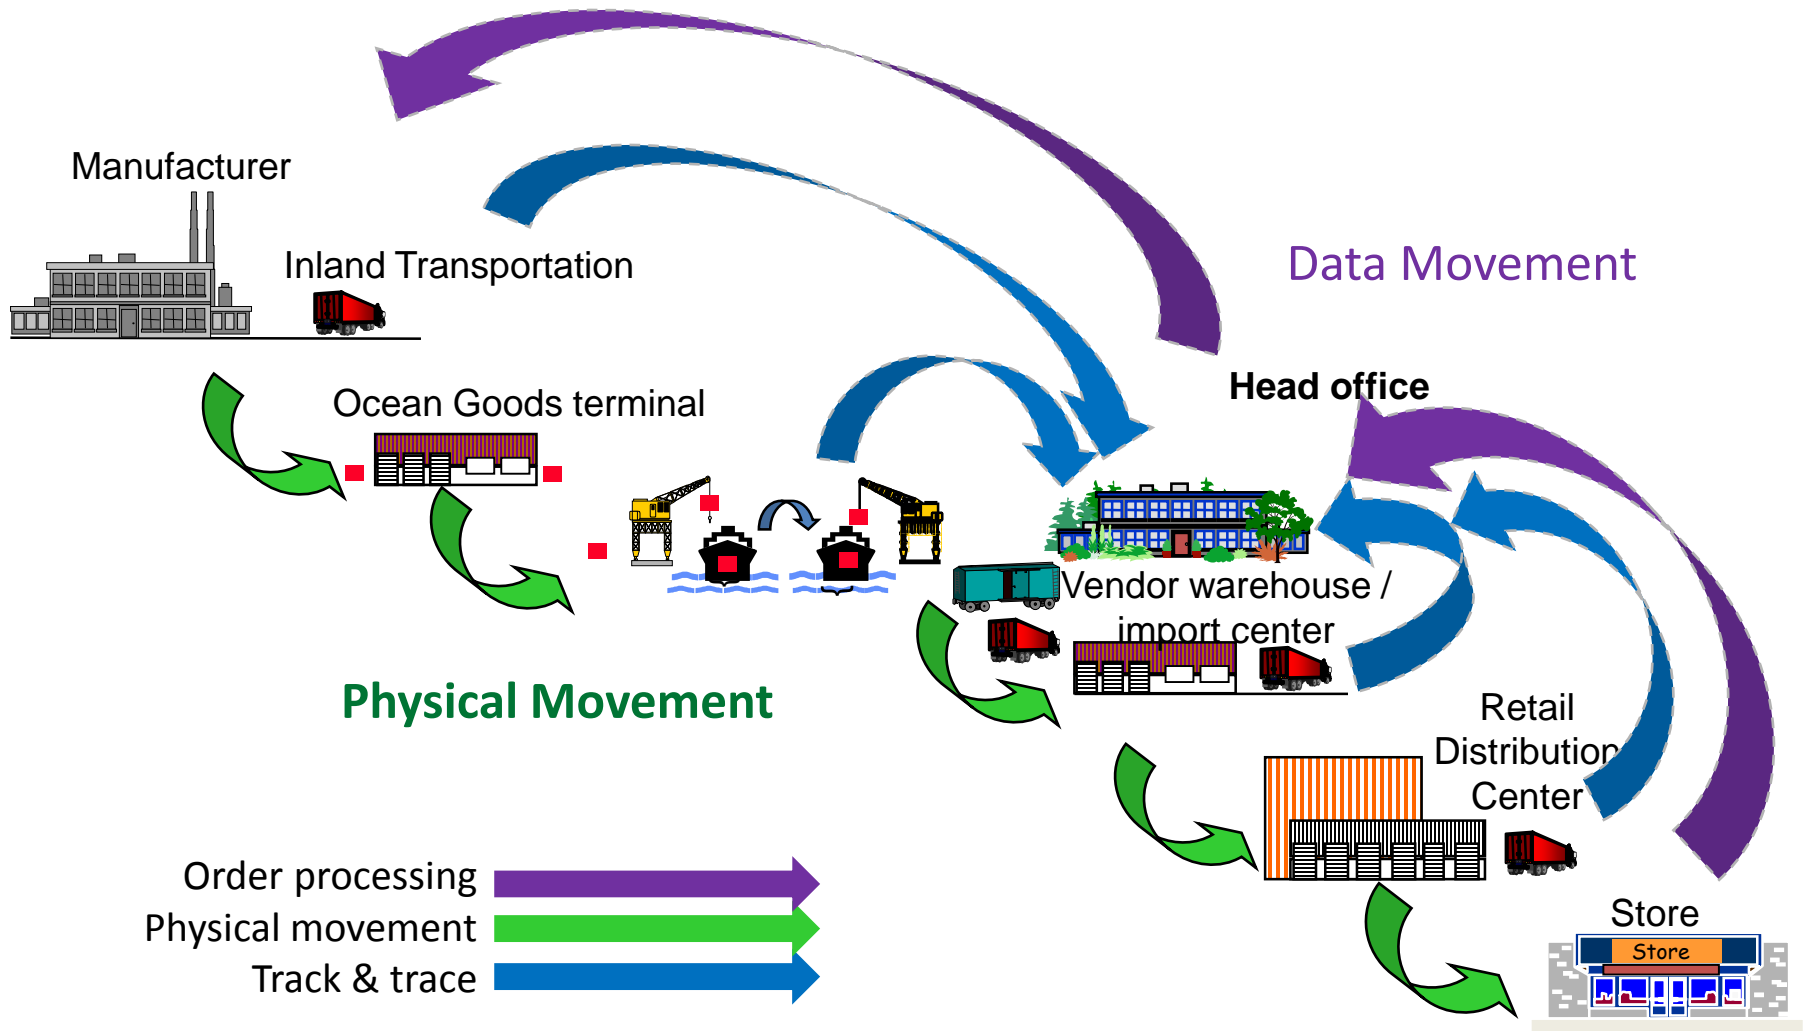 Manufacturer
Inland Transportation
Data Movement
Head office
Ocean Goods terminal
Vendor warehouse /
import center
Physical Movement
Retail
Distribution
Center
Order processing
Physical movement
Track & trace
Store
Store